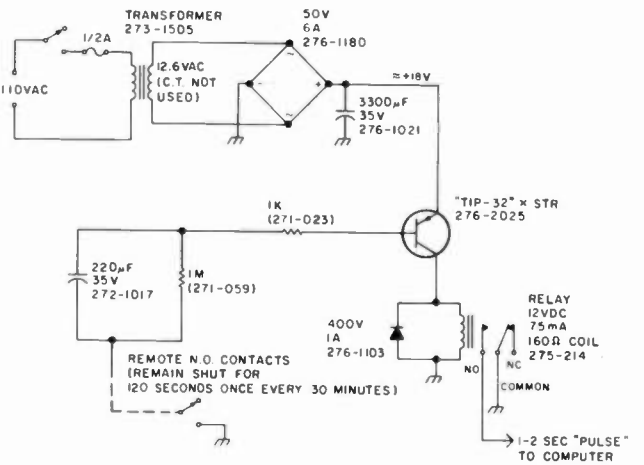 TRANSFORMER
273-1505
1/2A
110VAC
12.6VAC
(C.T. NOT
USED)
50V
6A
276-1180
~
-
+
~
≈+18V
3300µF
35V
276-1021
"TIP-32" × STR
276-2025
1K
(271-023)
220µF
35V
272-1017
1M
(271-059)
REMOTE N.O. CONTACTS
(REMAIN SHUT FOR
120 SECONDS ONCE EVERY 30 MINUTES)
400V
1A
276-1103
RELAY
12VDC
75mA
160Ω COIL
275-214
NO
NC
COMMON
1-2 SEC "PULSE"
TO COMPUTER